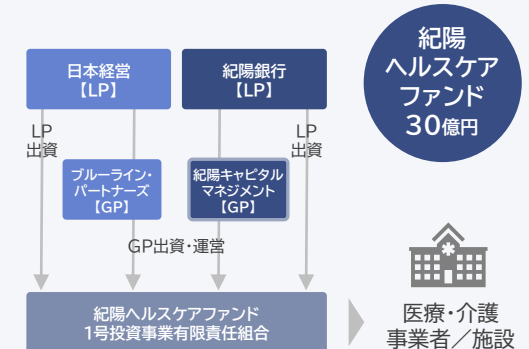 日本経営
【LP】
紀陽銀行
【LP】
紀陽
ヘルスケア
ファンド
30億円
LP
出資
LP
出資
ブルーライン・
パートナーズ
【GP】
紀陽キャピタル
マネジメント
【GP】
GP出資・運営
紀陽ヘルスケアファンド
1号投資事業有限責任組合
医療・介護
事業者／施設